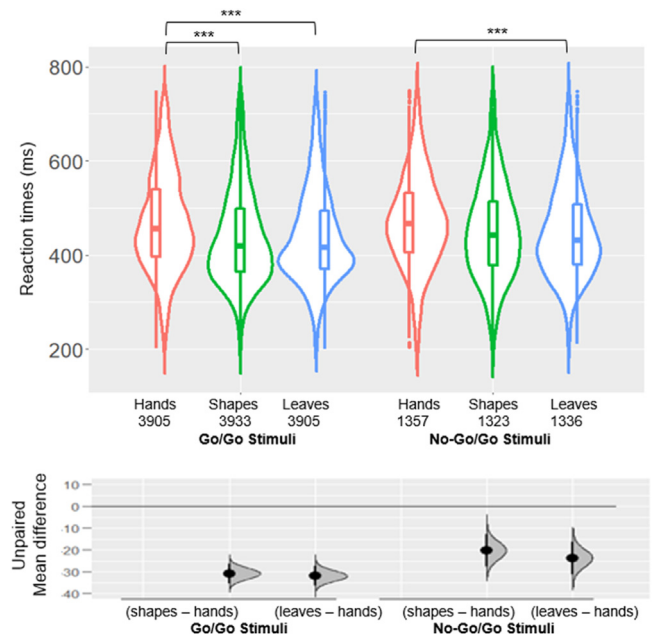 ***
***
***
800
600
400
200
Reaction times (ms)
Hands Shapes Leaves Hands Shapes Leaves
3905 3933 3905 1357 1323 1336
Go/Go Stimuli No-Go/Go Stimuli
10
0
-10
-20
-30
-40
Unpaired
Mean difference
(shapes – hands) (leaves – hands) (shapes – hands) (leaves – hands)
Go/Go Stimuli No-Go/Go Stimuli